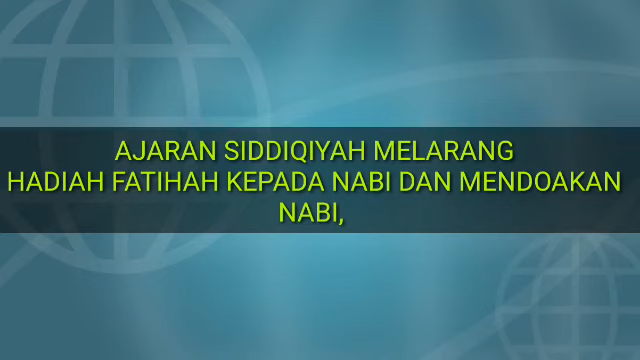 AJARAN SIDDIQIYAH MELARANG
HADIAH FATIHAH KEPADA NABI DAN MENDOAKAN
NABI,